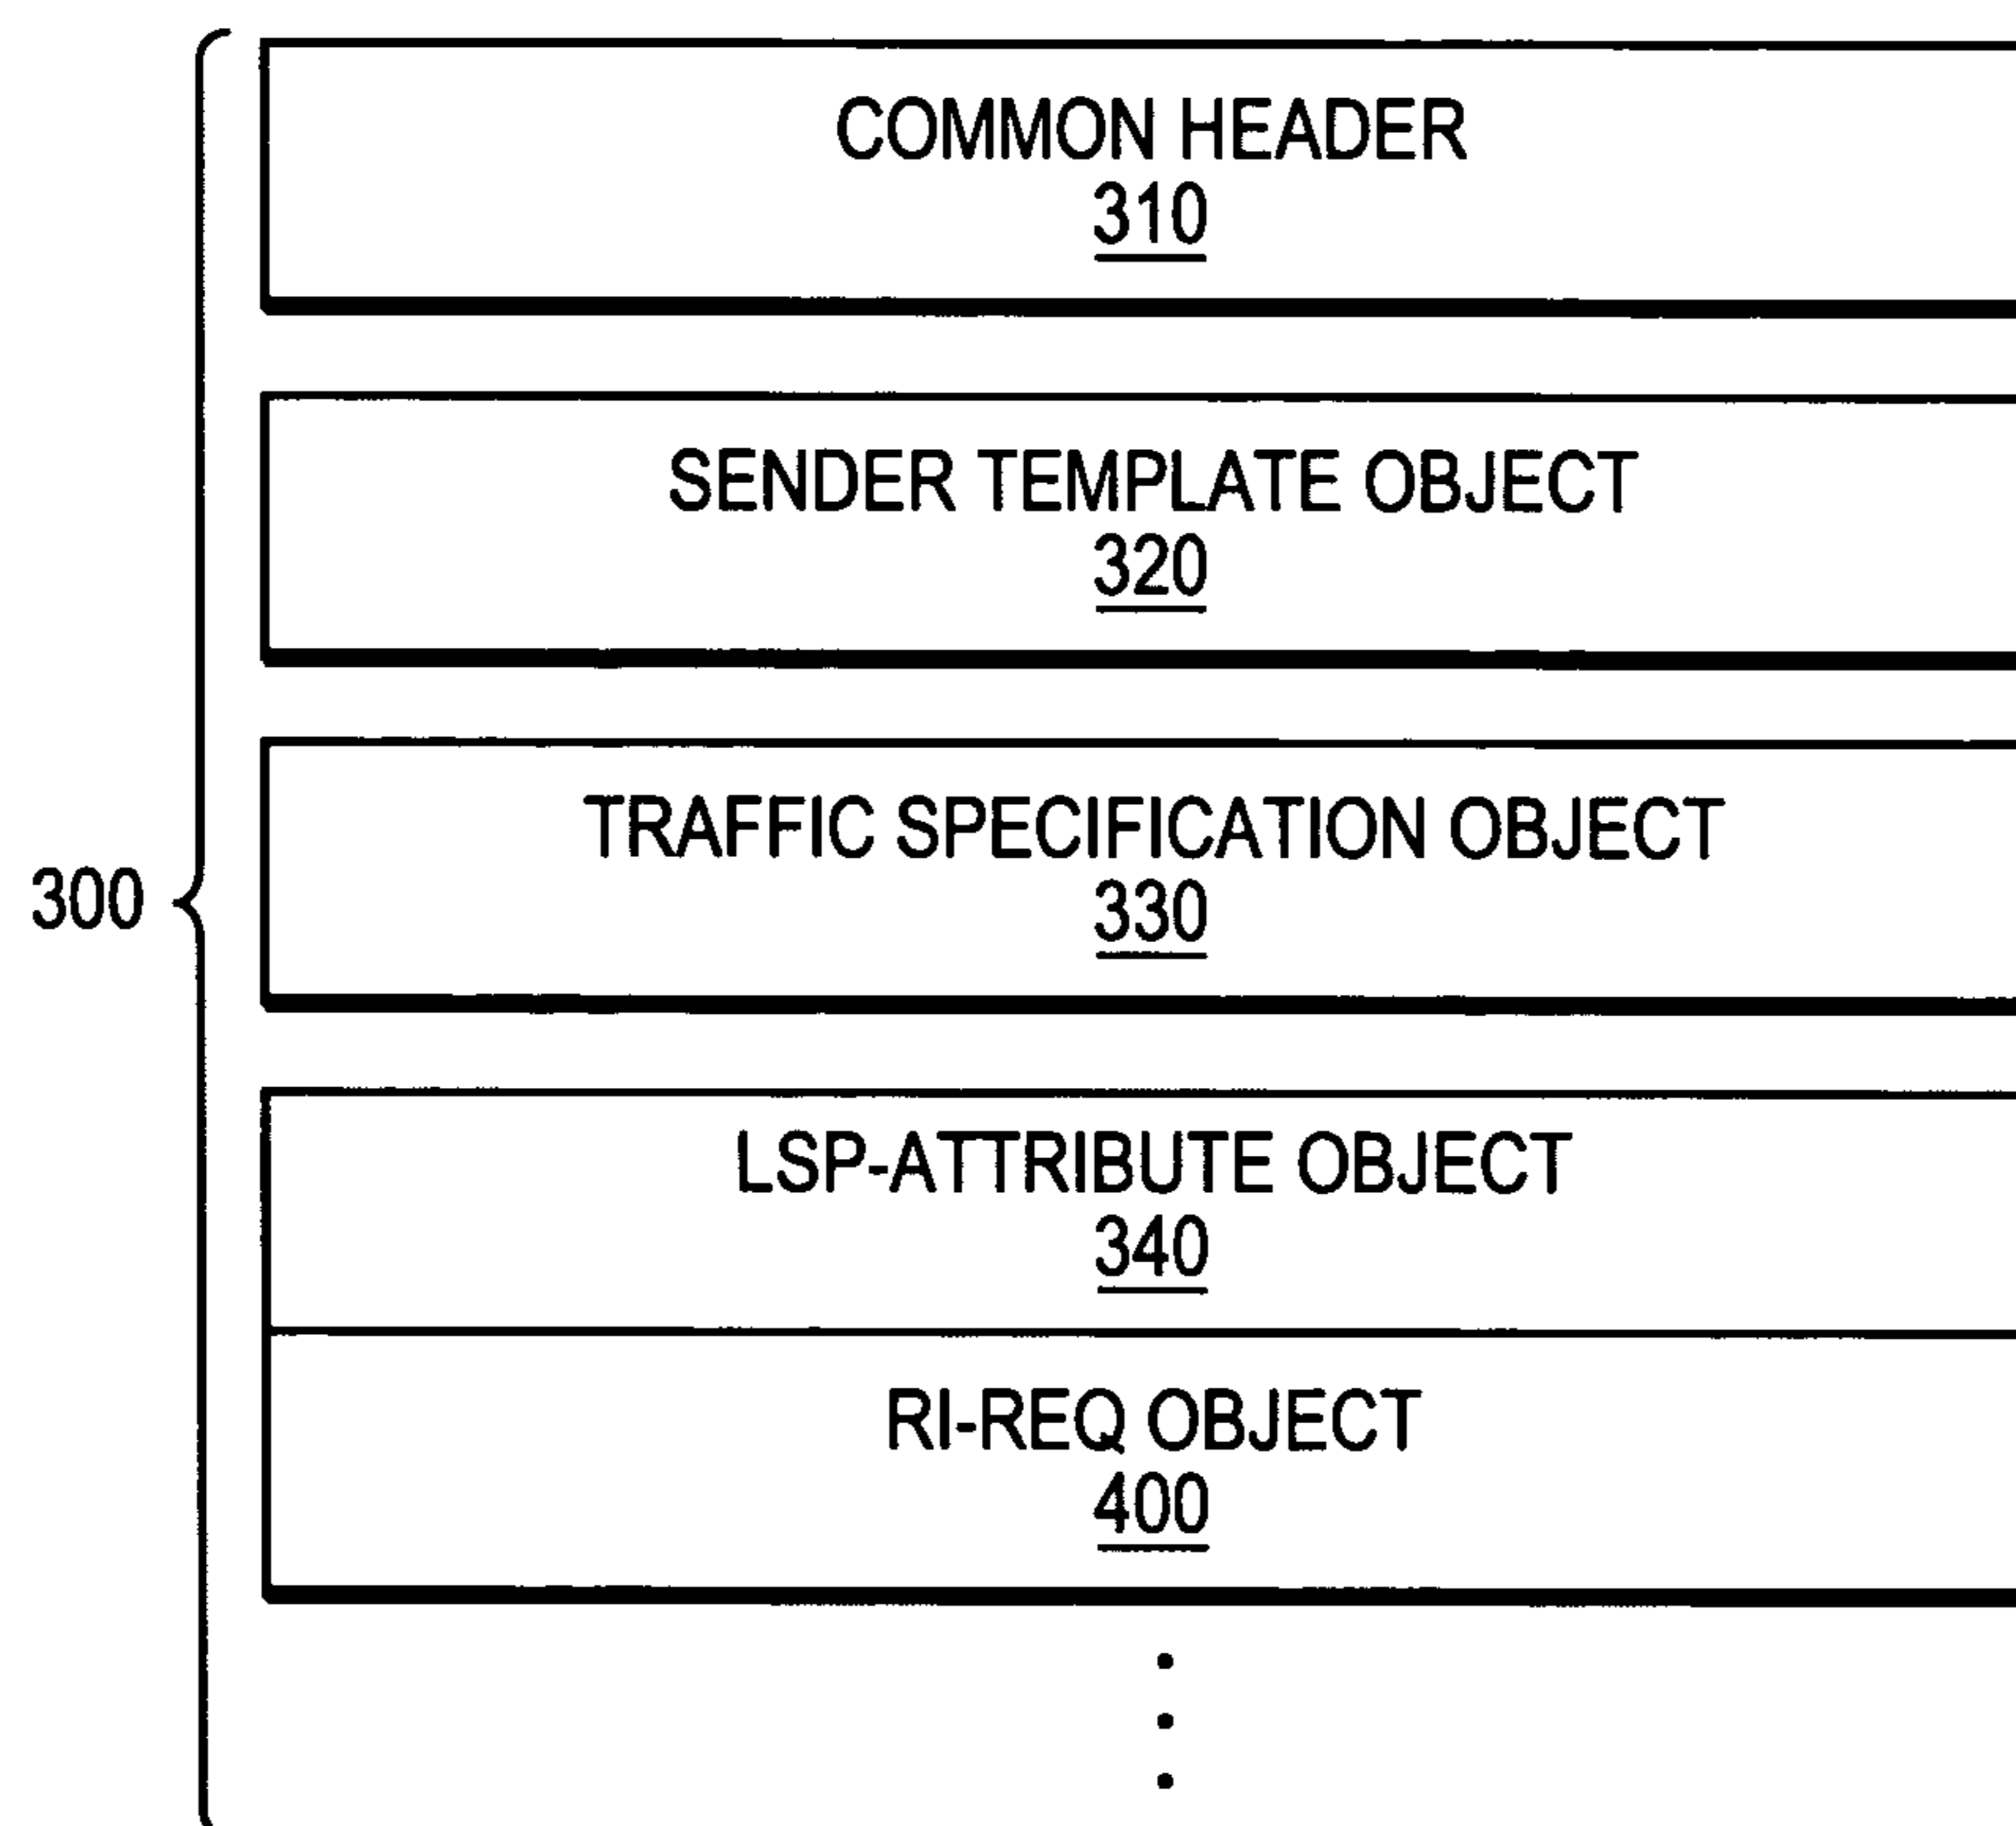 COMMON HEADER
310
SENDER TEMPLATE OBJECT
320
TRAFFIC SPECIFICATION OBJECT
330
300
LSP-ATTRIBUTE OBJECT
340
RI-REQ OBJECT
400